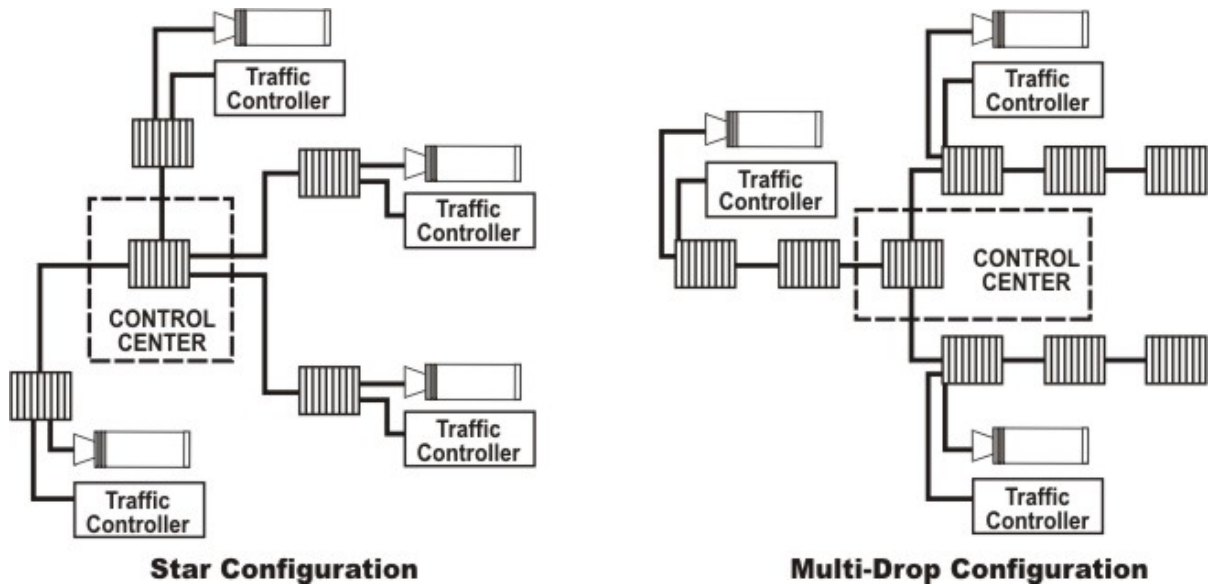 Traffic
Controller
Traffic
Controller
CONTROL
CENTER
Traffic
Controller
Traffic
Controller
Star Configuration
Traffic
Controller
Traffic
Controller
CONTROL
CENTER
Traffic
Controller
Multi-Drop Configuration